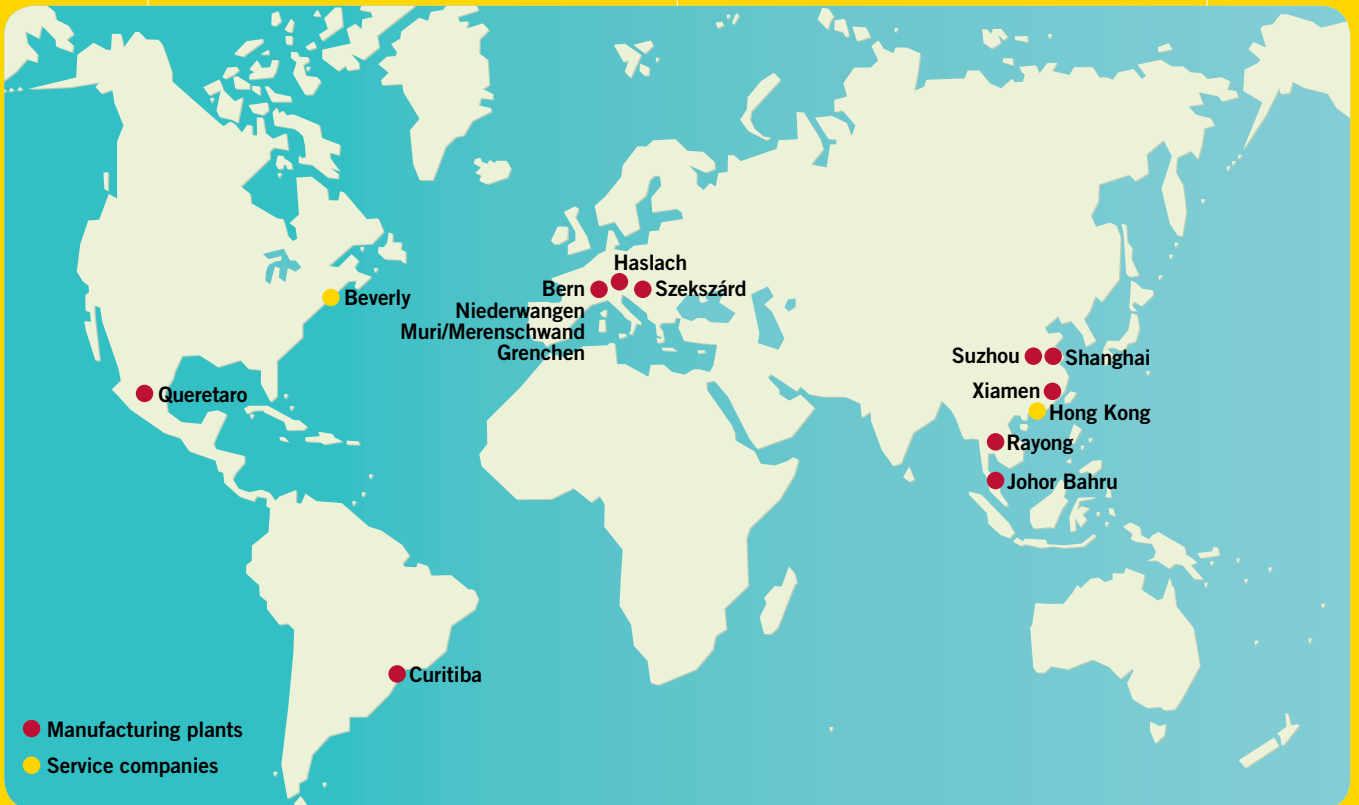 Haslach
Bern
Szekszárd
Niederwangen
Muri/Merenschwand
Grenchen
Beverly
Queretaro
Suzhou
Shanghai
Xiamen
Hong Kong
Rayong
Johor Bahru
Curitiba
Manufacturing plants
Service companies